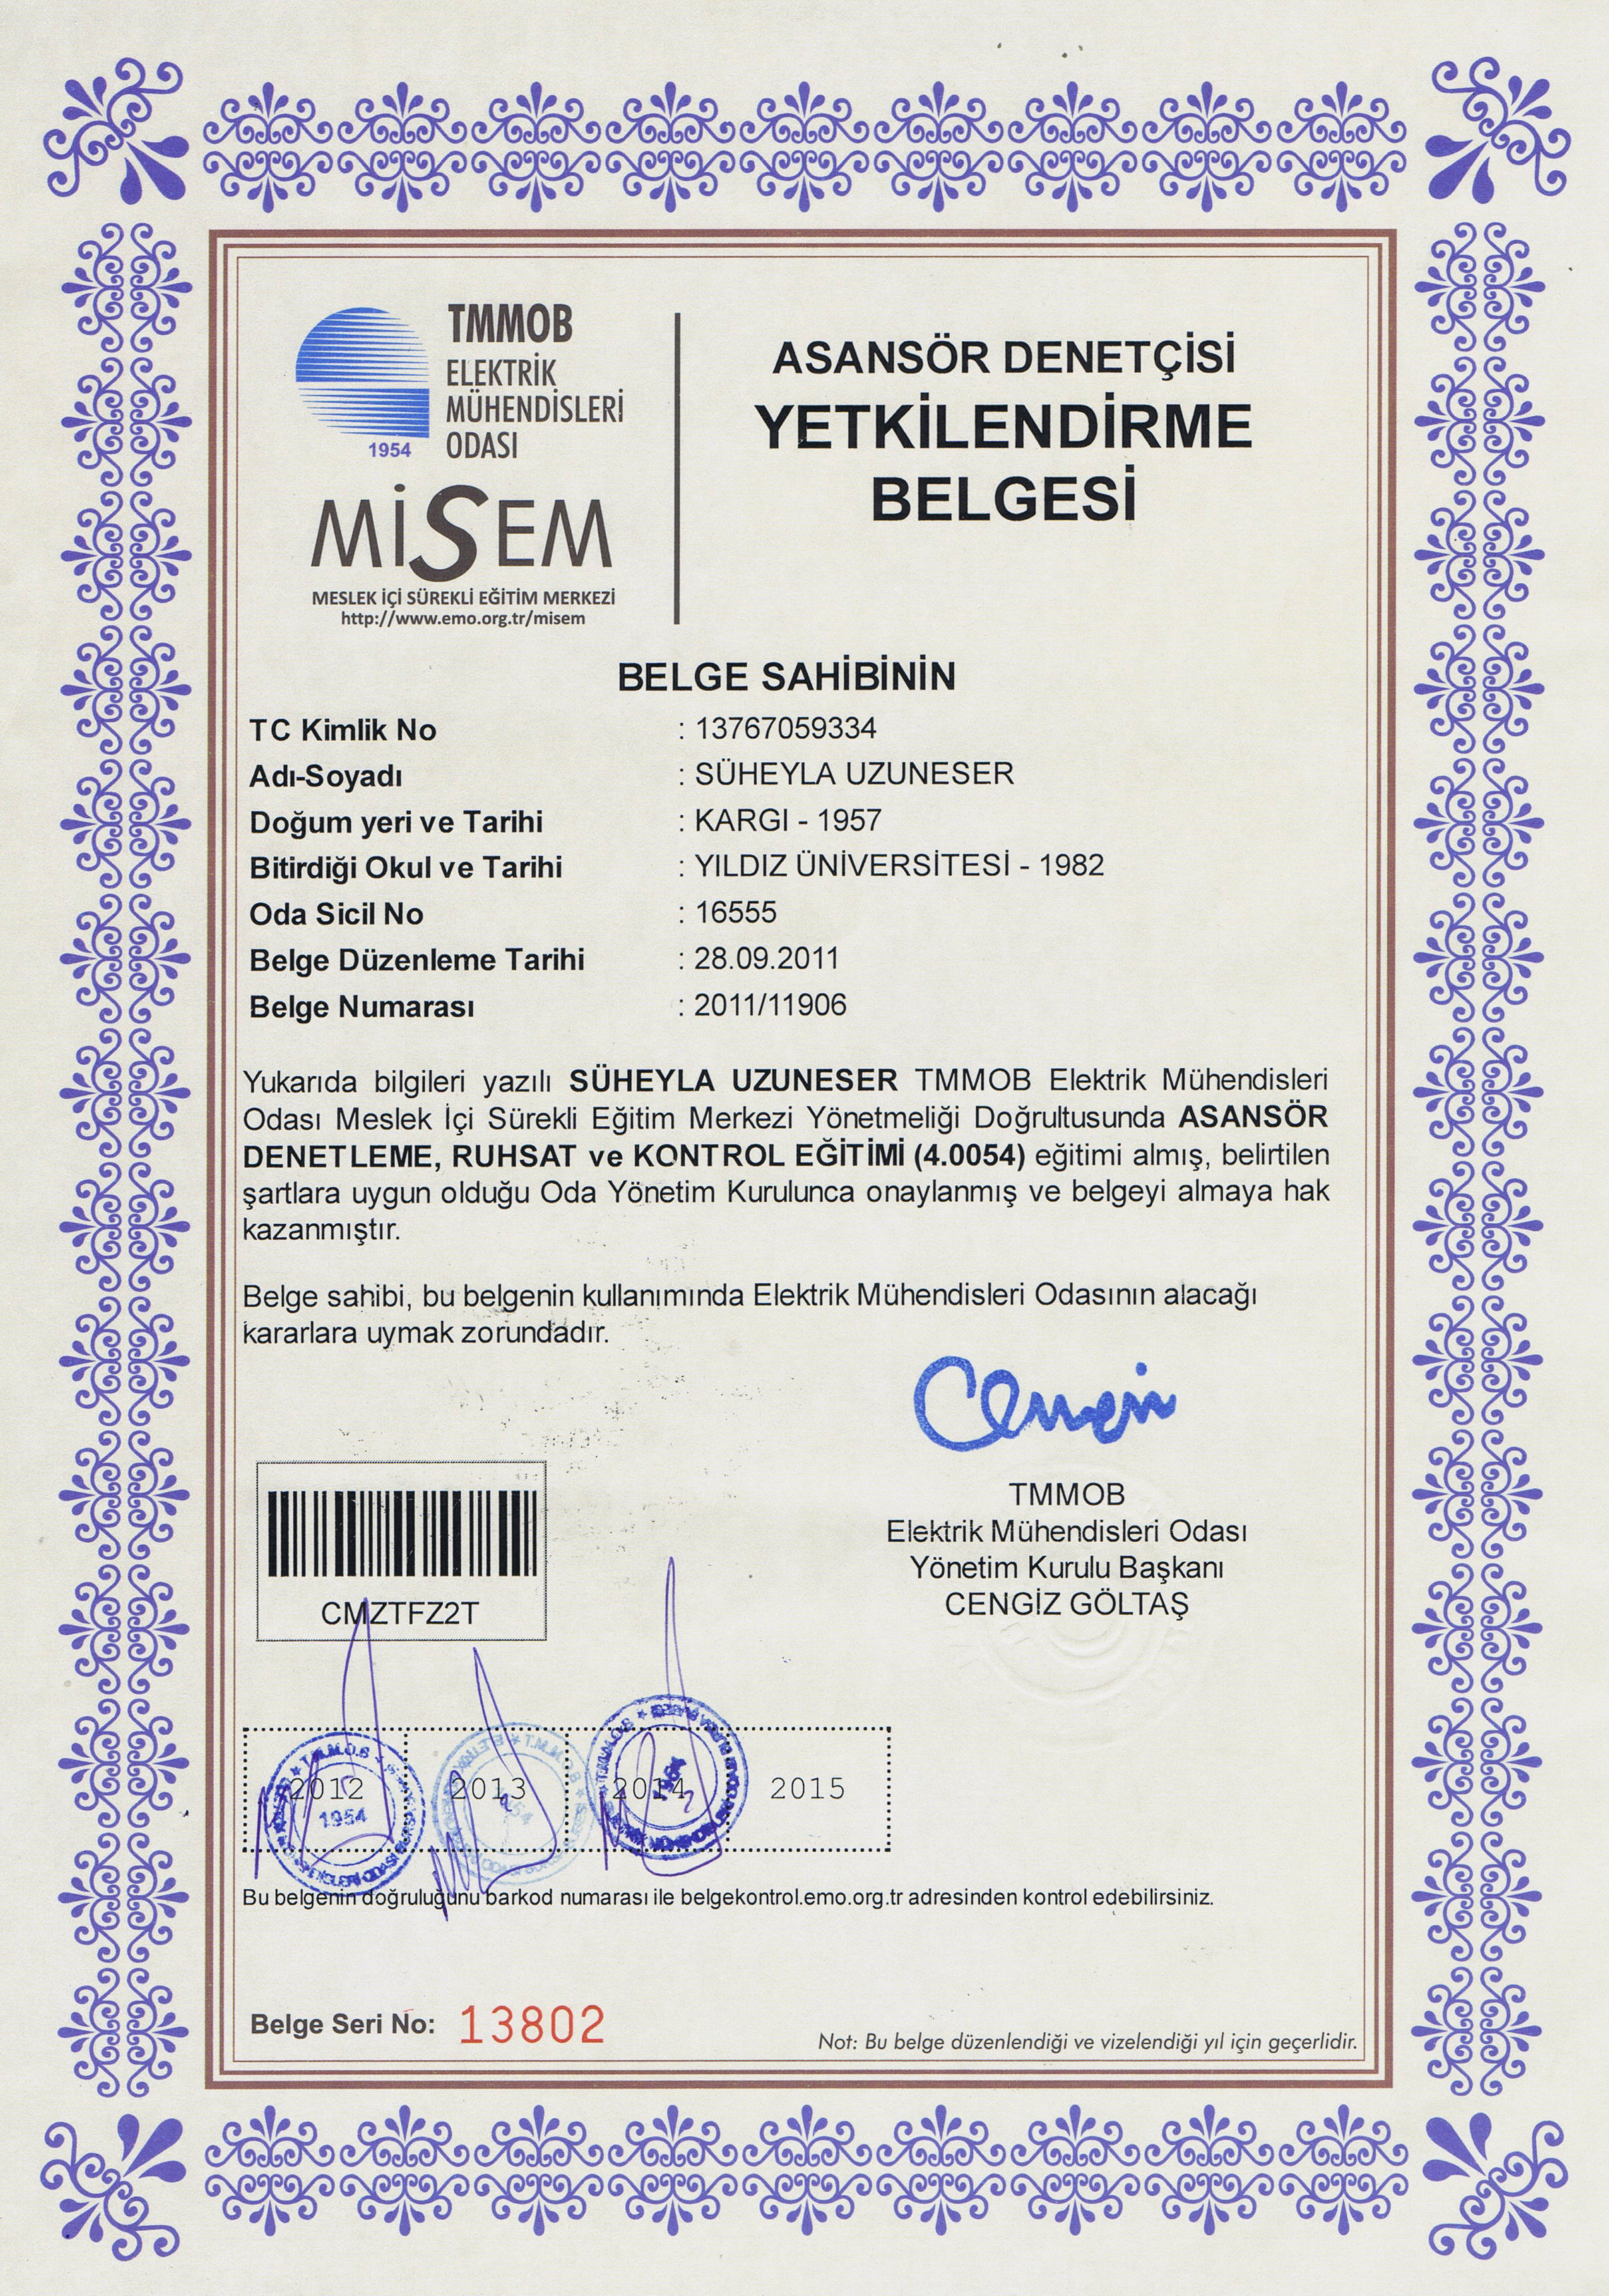 TMMOB
ELEKTRİK
MÜHENDİSLERİ
ODASI
1954
MİSEM
MESLEK İÇİ SÜREKLİ EĞİTİM MERKEZİ
http://www.emo.org.tr/misem
ASANSÖR DENETÇİSİ
YETKİLENDİRME
BELGESİ
BELGE SAHİBİNİN
TC Kimlik No : 13767059334
Adı-Soyadı : SÜHEYLA UZUNESER
Doğum yeri ve Tarihi : KARGI - 1957
Bitirdiği Okul ve Tarihi : YILDIZ ÜNİVERSİTESİ - 1982
Oda Sicil No : 16555
Belge Düzenleme Tarihi : 28.09.2011
Belge Numarası : 2011/11906
Yukarıda bilgileri yazılı SÜHEYLA UZUNESER TMMOB Elektrik Mühendisleri
Odası Meslek İçi Sürekli Eğitim Merkezi Yönetmeliği Doğrultusunda ASANSÖR
DENETLEME, RUHSAT ve KONTROL EĞİTİMİ (4.0054) eğitimi almış, belirtilen
şartlara uygun olduğu Oda Yönetim Kurulunca onaylanmış ve belgeyi almaya hak
kazanmıştır.
Belge sahibi, bu belgenin kullanımında Elektrik Mühendisleri Odasının alacağı
kararlara uymak zorundadır.
TMMOB
Elektrik Mühendisleri Odası
Yönetim Kurulu Başkanı
CENGİZ GÖLTAŞ
CMZTFZ2T
2012 2013 2014 2015
T.M.M.O.B
1954
T.M.M.O.B
1954
T.M.M.O.B
1954
Bu belgenin doğruluğunu barkod numarası ile belgekontrol.emo.org.tr adresinden kontrol edebilirsiniz.
Belge Seri No: 13802
Not: Bu belge düzenlendiği ve vizelendiği yıl için geçerlidir.